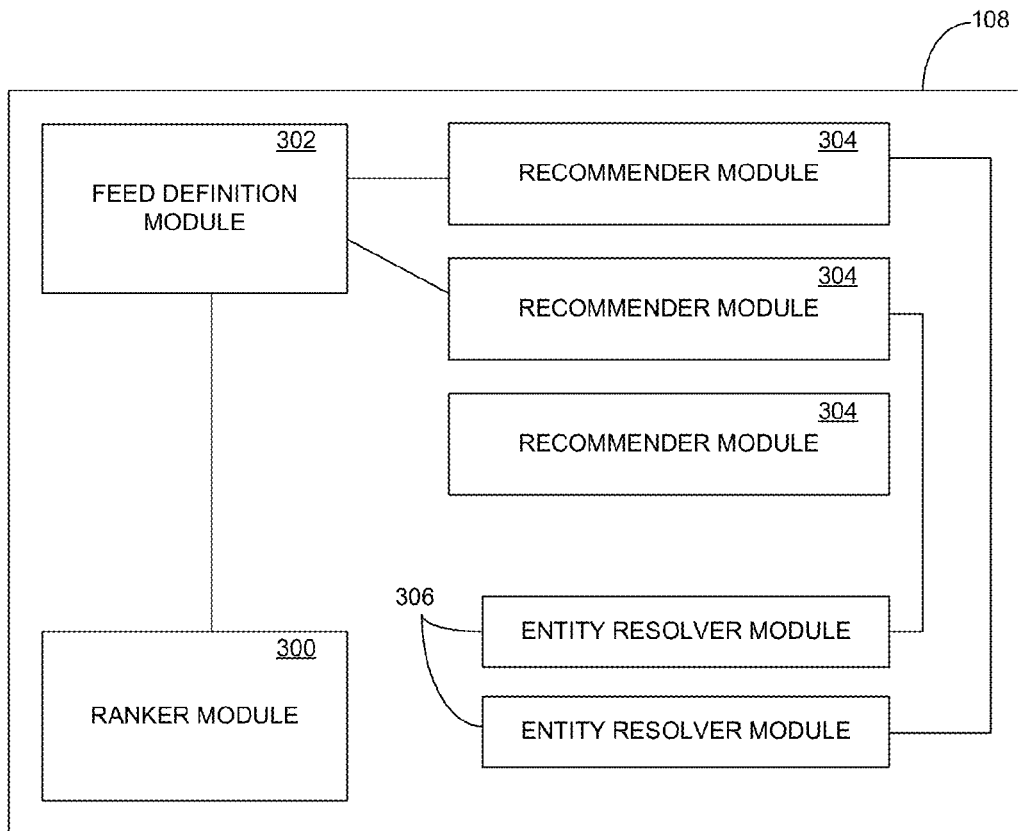 108
302
FEED DEFINITION
MODULE
304
RECOMMENDER MODULE
304
RECOMMENDER MODULE
304
RECOMMENDER MODULE
306
ENTITY RESOLVER MODULE
300
RANKER MODULE
ENTITY RESOLVER MODULE